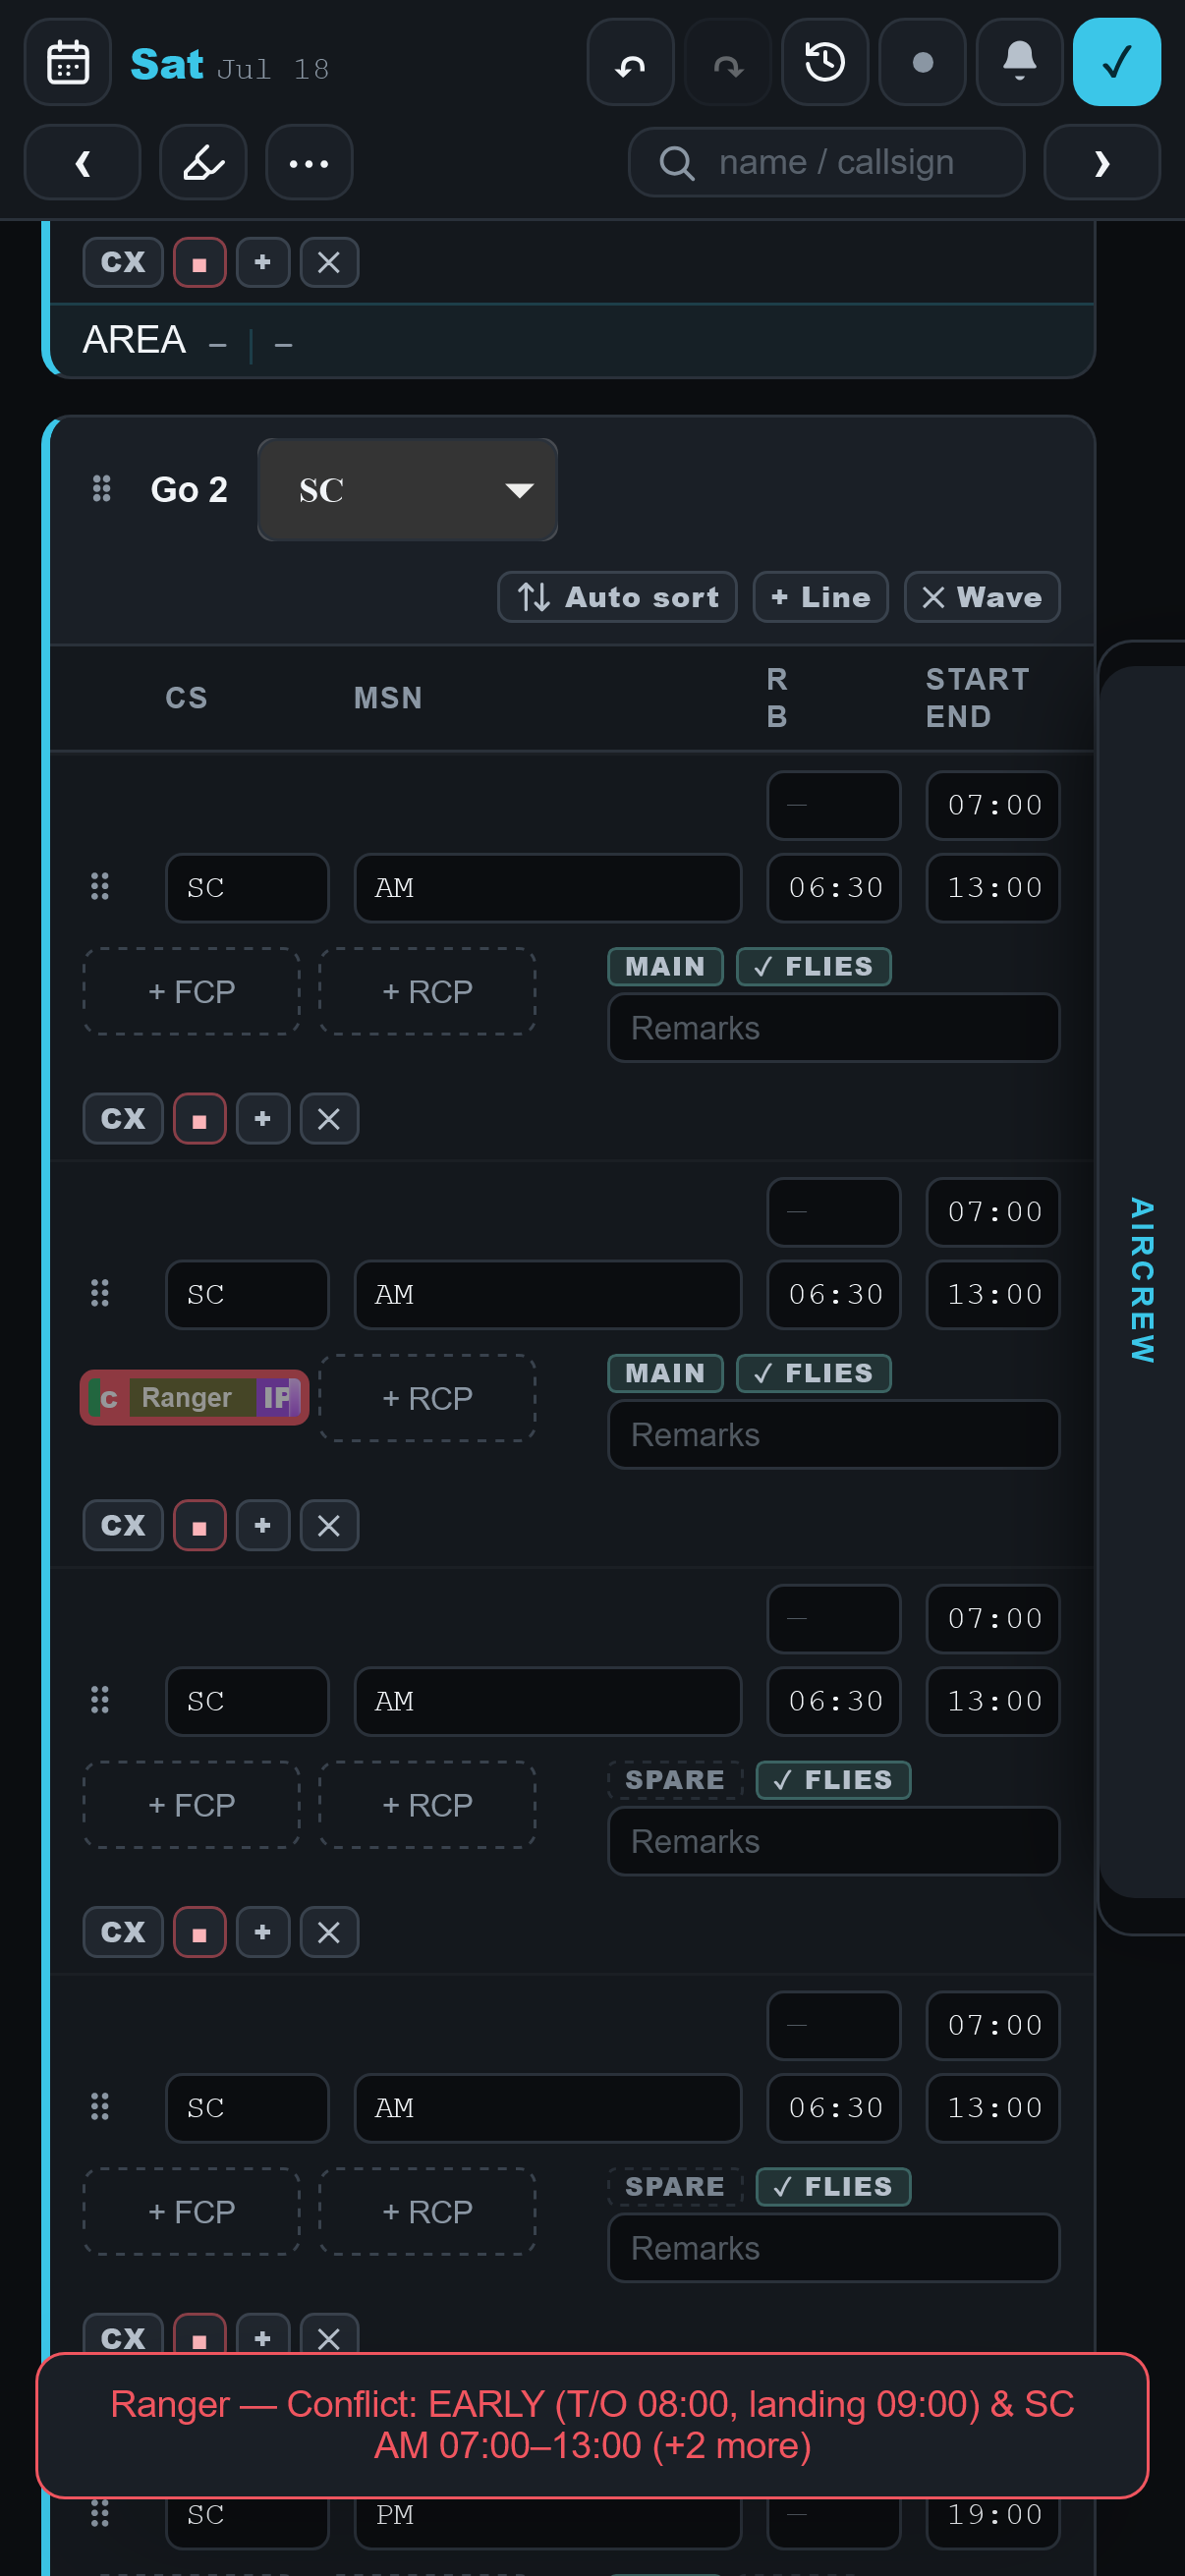 Sat Jul 18
name / callsign
CX ■ +
AREA – | –
Go 2 SC
Auto sort + Line × Wave
CS MSN R START
B END
— 07:00
SC AM 06:30 13:00
+ FCP + RCP MAIN ✓ FLIES
Remarks
CX ■ + ×
— 07:00
SC AM 06:30 13:00
C Ranger IP + RCP MAIN ✓ FLIES
Remarks
CX ■ + ×
— 07:00
SC AM 06:30 13:00
+ FCP + RCP SPARE ✓ FLIES
Remarks
CX ■ + ×
— 07:00
SC AM 06:30 13:00
+ FCP + RCP SPARE ✓ FLIES
Remarks
CX ■ + ×
Ranger — Conflict: EARLY (T/O 08:00, landing 09:00) & SC
AM 07:00–13:00 (+2 more)
SC PM — 19:00
AIRCREW